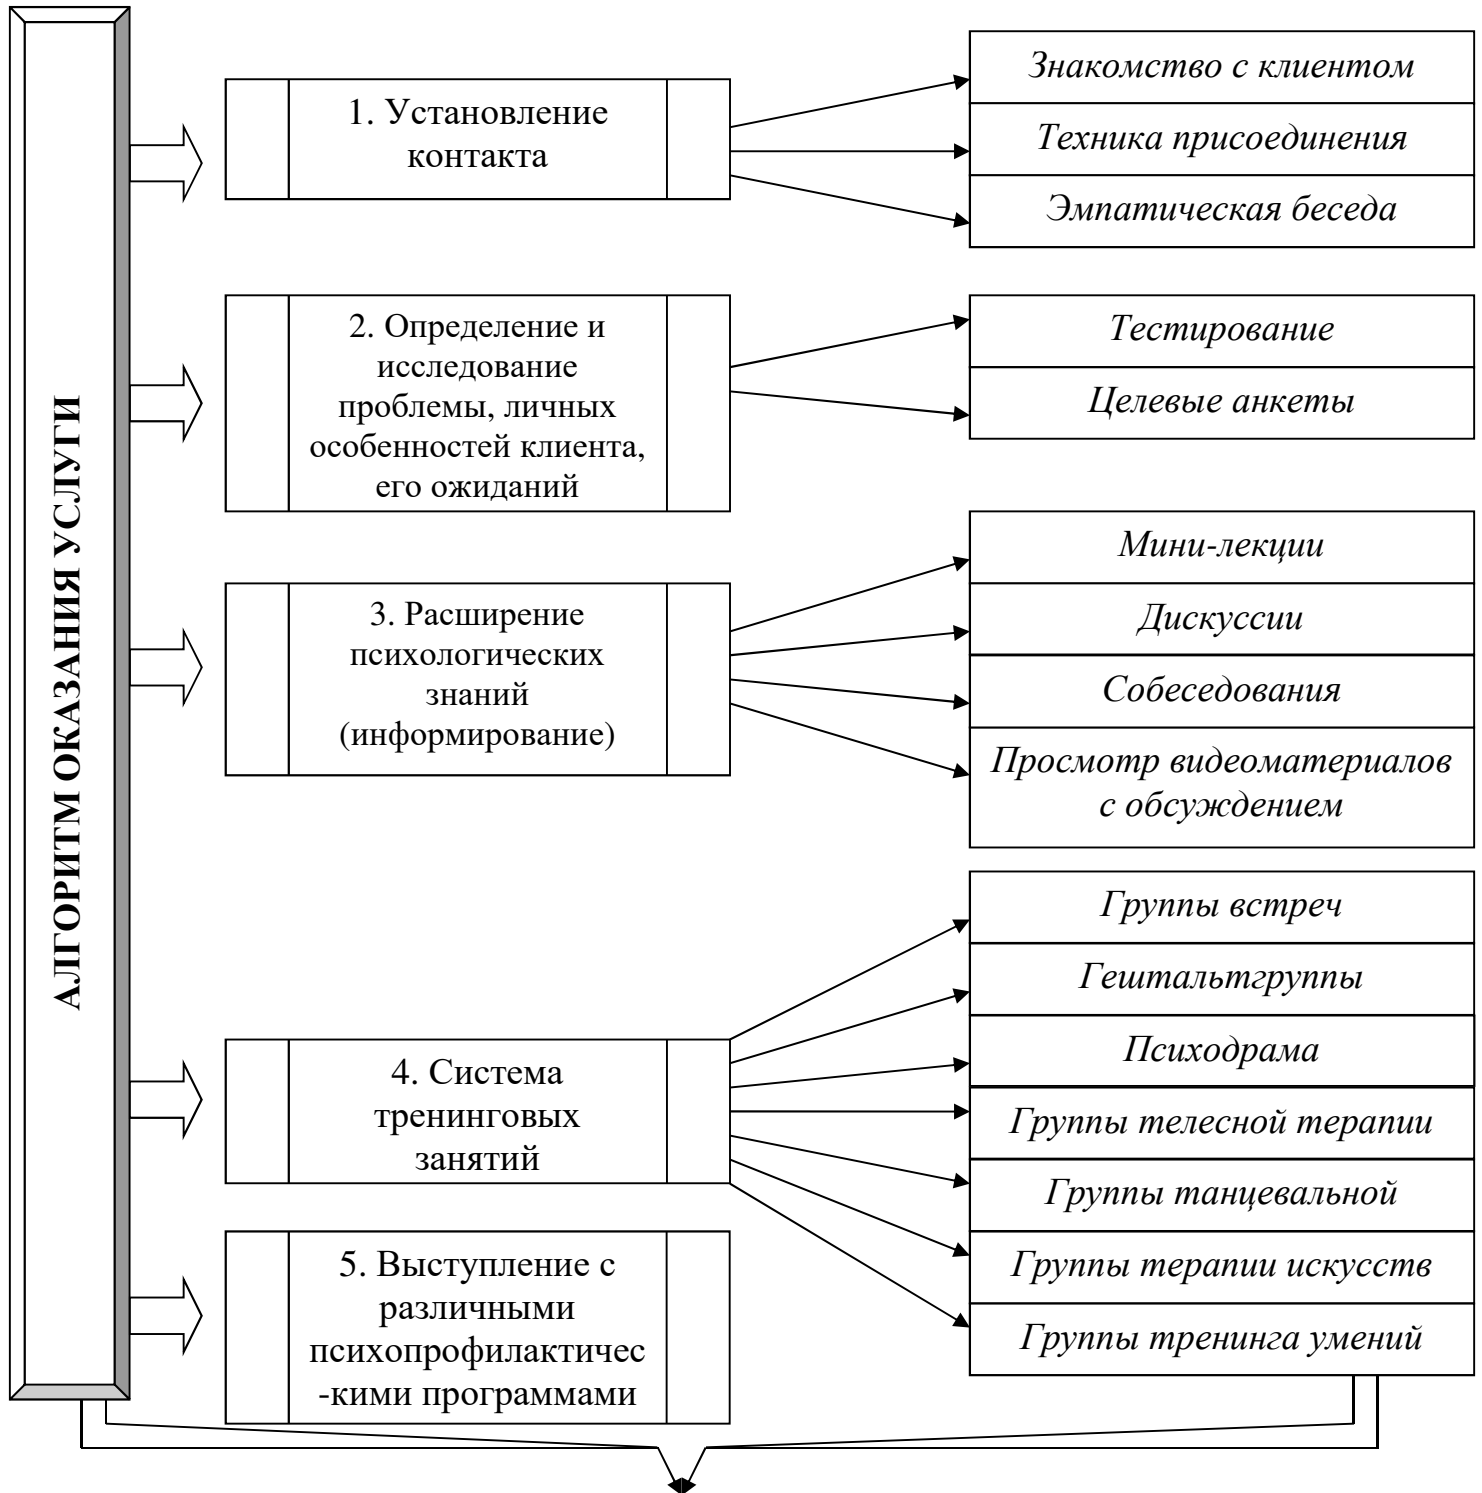 АЛГОРИТМ ОКАЗАНИЯ УСЛУГИ
1. Установление
контакта
Знакомство с клиентом
Техника присоединения
Эмпатическая беседа
2. Определение и
исследование
проблемы, личных
особенностей клиента,
его ожиданий
Тестирование
Целевые анкеты
3. Расширение
психологических
знаний
(информирование)
Мини-лекции
Дискуссии
Собеседования
Просмотр видеоматериалов
с обсуждением
4. Система
тренинговых
занятий
Группы встреч
Гештальтгруппы
Психодрама
Группы телесной терапии
Группы танцевальной
Группы терапии искусств
Группы тренинга умений
5. Выступление с
различными
психопрофилактичес
-кими программами